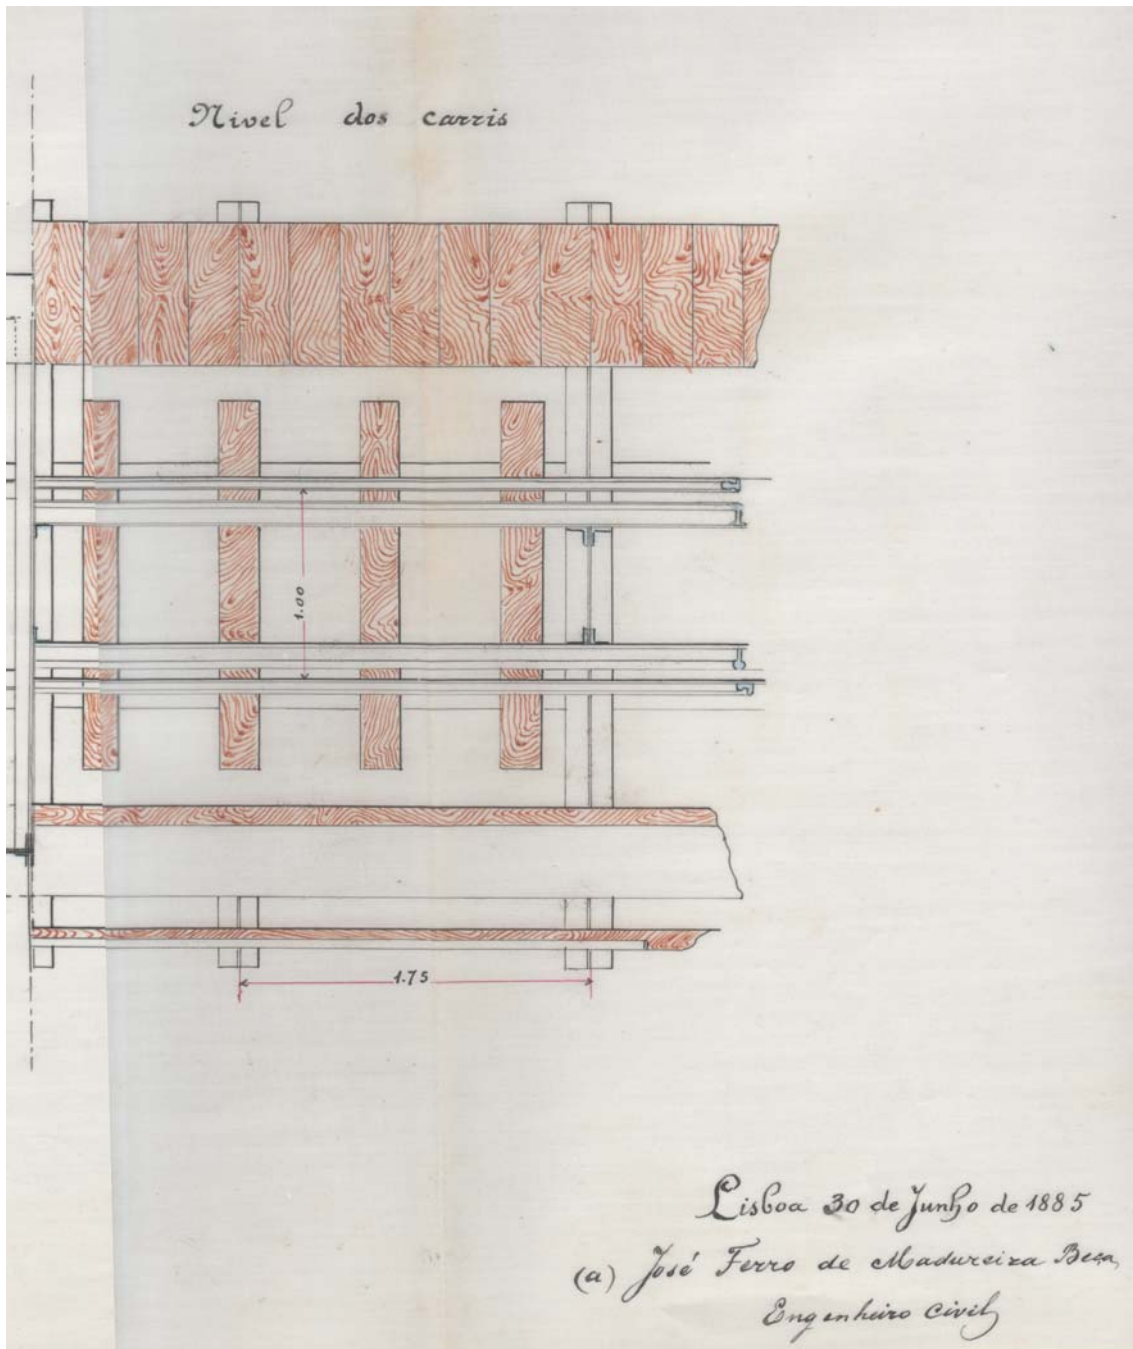 Nivel dos carris
1.00
1.75
Lisboa 30 de Junho de 1885
(a) José Ferro de Madureira Beça,
Engenheiro Civil